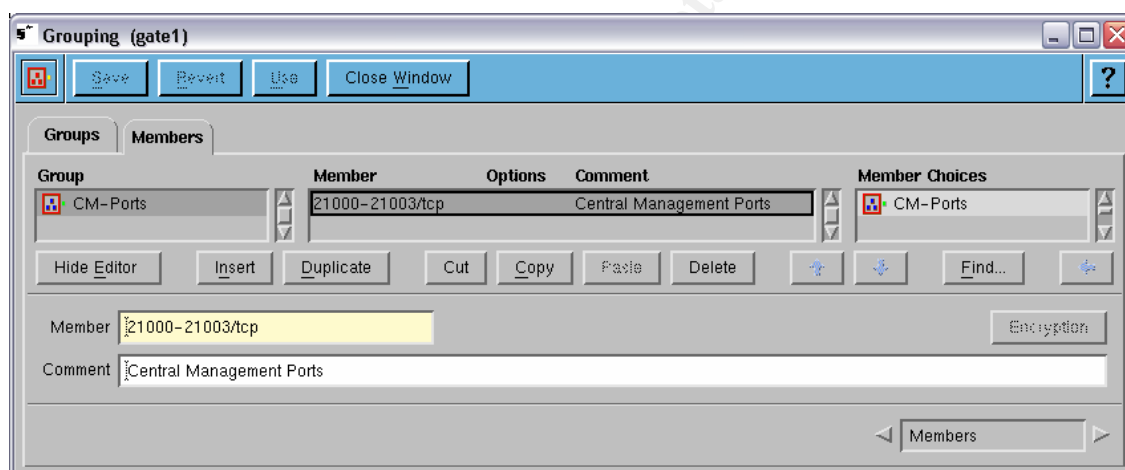 Grouping (gate1)
Save Revert Use Close Window ?
Groups Members
Group Member Options Comment Member Choices
CM-Ports 21000-21003/tcp Central Management Ports CM-Ports
Hide Editor Insert Duplicate Cut Copy Paste Delete Find...
Member 21000-21003/tcp Encryption
Comment Central Management Ports
Members